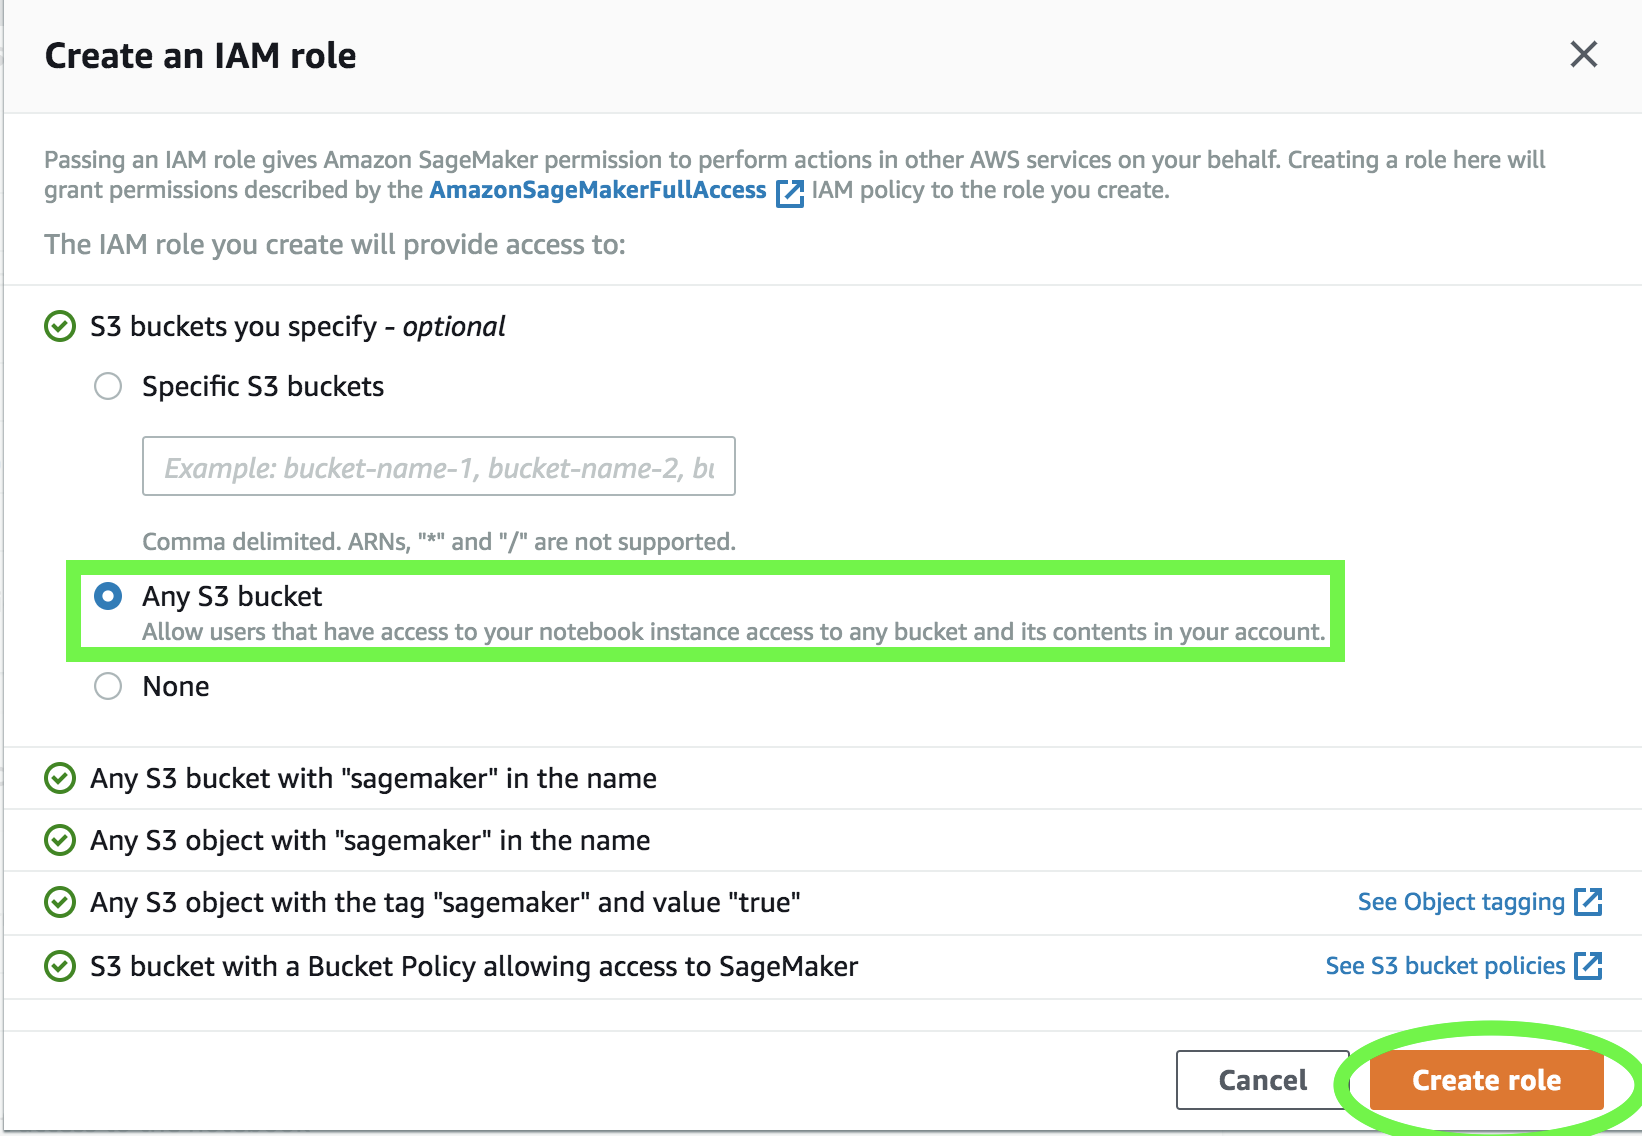 Create an IAM role
Passing an IAM role gives Amazon SageMaker permission to perform actions in other AWS services on your behalf. Creating a role here will
grant permissions described by the AmazonSageMakerFullAccess IAM policy to the role you create.
The IAM role you create will provide access to:
S3 buckets you specify - optional
Specific S3 buckets
Example: bucket-name-1, bucket-name-2, bu
Comma delimited. ARNs, "*" and "/" are not supported.
Any S3 bucket
Allow users that have access to your notebook instance access to any bucket and its contents in your account.
None
Any S3 bucket with "sagemaker" in the name
Any S3 object with "sagemaker" in the name
Any S3 object with the tag "sagemaker" and value "true" See Object tagging
S3 bucket with a Bucket Policy allowing access to SageMaker See S3 bucket policies
Cancel Create role